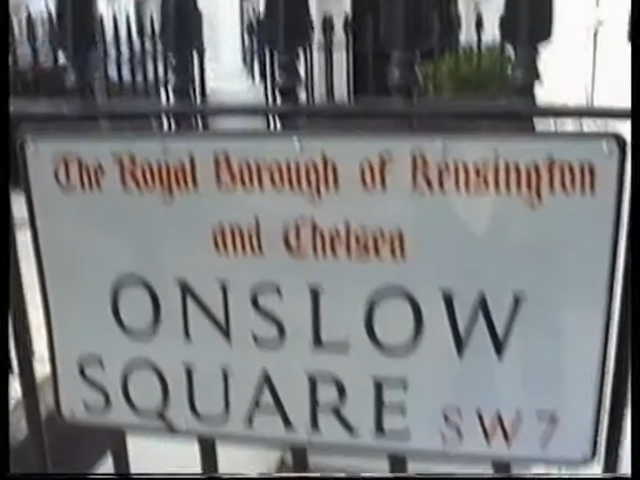 The Royal Borough of Kensington
and Chelsea
ONSLOW
SQUARE SW7